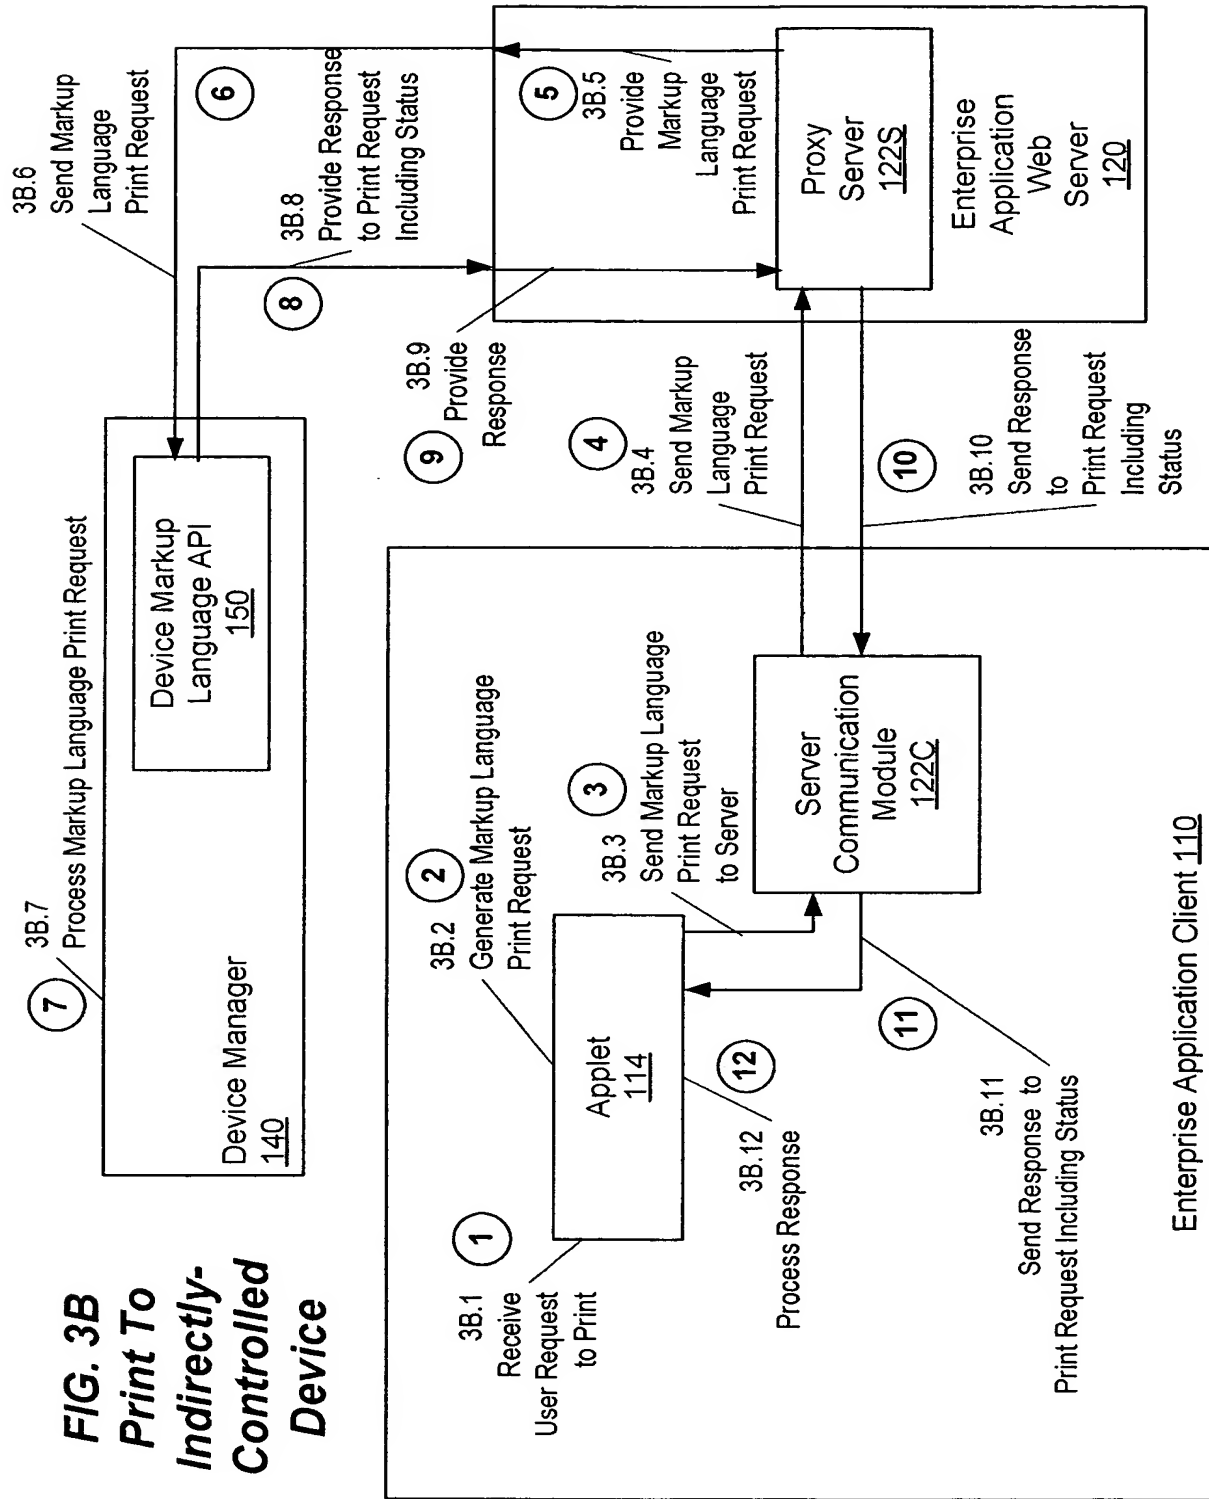 FIG. 3B
Print To
Indirectly-
Controlled
Device
7
3B.7
Process Markup Language Print Request
Device Manager
140
Device Markup
Language API
150
3B.6
Send Markup
Language
Print Request
6
3B.8
Provide Response
to Print Request
Including Status
8
3B.9
Provide
Response
9
5
3B.5
Provide
Markup
Language
Print Request
Proxy
Server
122S
Enterprise
Application
Web
Server
120
4
3B.4
Send Markup
Language
Print Request
10
3B.10
Send Response
to
Print Request
Including
Status
1
3B.1
Receive
User Request
to Print
2
3B.2
Generate Markup Language
Print Request
Applet
114
3
3B.3
Send Markup Language
Print Request
to Server
Server
Communication
Module
122C
12
3B.12
Process Response
11
3B.11
Send Response to
Print Request Including Status
Enterprise Application Client 110